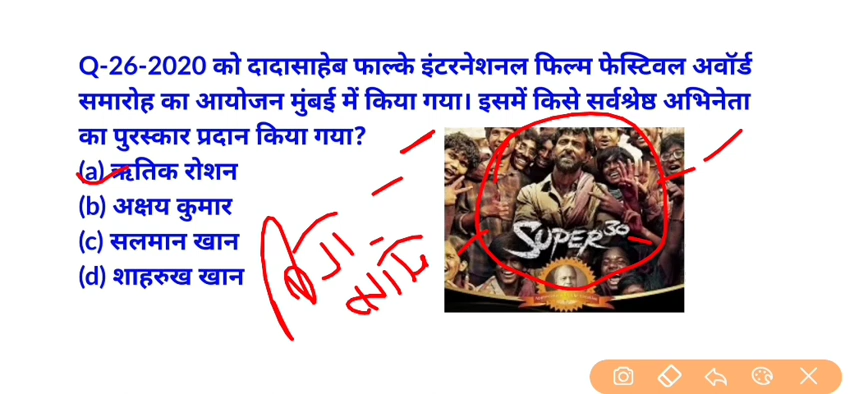 Q-26-2020 को दादासाहेब फाल्के इंटरनेशनल फिल्म फेस्टिवल अवॉर्ड
समारोह का आयोजन मुंबई में किया गया। इसमें किसे सर्वश्रेष्ठ अभिनेता
का पुरस्कार प्रदान किया गया?
(a) ऋतिक रोशन
(b) अक्षय कुमार
(c) सलमान खान
(d) शाहरुख खान
SUPER 30